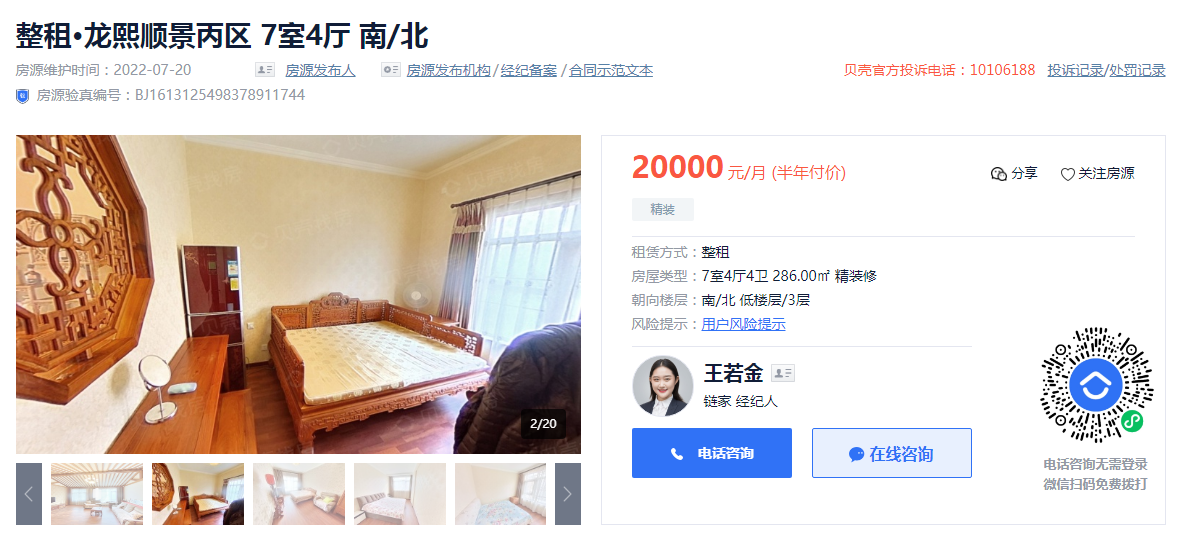 整租·龙熙顺景丙区 7室4厅 南/北
房源维护时间：2022-07-20 房源发布人 房源发布机构/经纪备案 /合同示范文本 贝壳官方投诉电话：10106188 投诉记录/处罚记录
房源验真编号：BJ1613125498378911744
20000 元/月 (半年付价) 分享 关注房源
精装
租赁方式：整租
房屋类型：7室4厅4卫 286.00㎡ 精装修
朝向楼层：南/北 低楼层/3层
风险提示：用户风险提示
王若金
链家 经纪人
2/20
电话咨询 在线咨询
电话咨询无需登录
微信扫码免费拨打